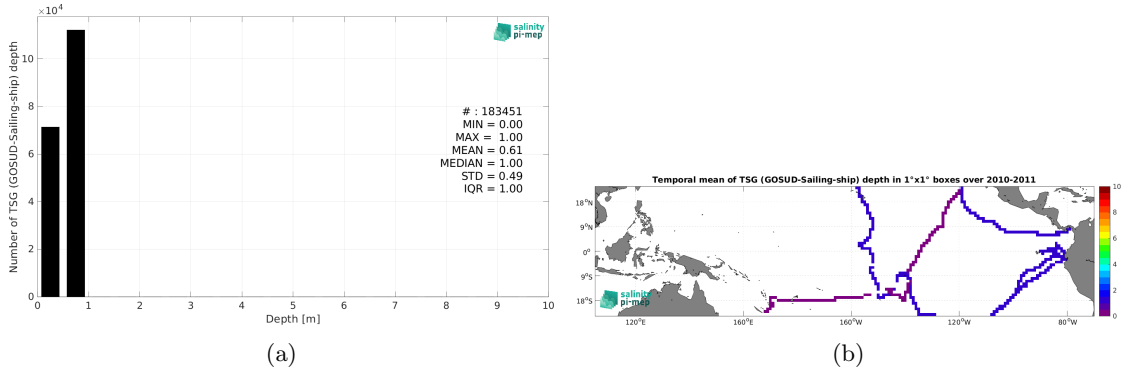 ×10⁴
10
8
6
4
2
0
Number of TSG (GOSUD-Sailing-ship) depth
salinity
pi-mep
# : 183451
MIN = 0.00
MAX = 1.00
MEAN = 0.61
MEDIAN = 1.00
STD = 0.49
IQR = 1.00
0 1 2 3 4 5 6 7 8 9 10
Depth [m]
(a)
Temporal mean of TSG (GOSUD-Sailing-ship) depth in 1°x1° boxes over 2010-2011
18°N
9°N
0°
9°S
18°S
salinity
pi-mep
120°E 160°E 160°W 120°W 80°W
10
8
6
4
2
0
(b)